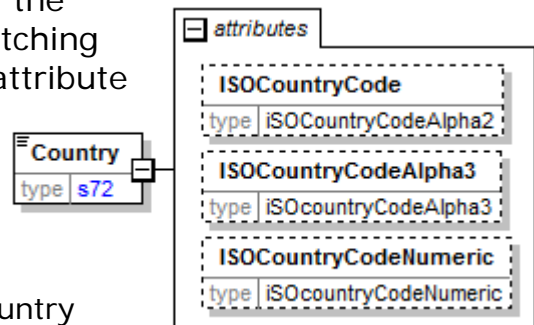 the
tching
attribute
attributes
ISOCountryCode
type iSOCountryCodeAlpha2
Country
type s72
ISOCountryCodeAlpha3
type iSOcountryCodeAlpha3
ISOCountryCodeNumeric
type iSOcountryCodeNumeric
untry